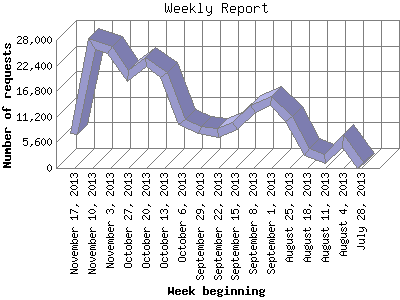 Weekly Report
Number of requests
28,000
22,400
16,800
11,200
5,600
0
November 17, 2013
November 10, 2013
November 3, 2013
October 27, 2013
October 20, 2013
October 13, 2013
October 6, 2013
September 29, 2013
September 22, 2013
September 15, 2013
September 8, 2013
September 1, 2013
August 25, 2013
August 18, 2013
August 11, 2013
August 4, 2013
July 28, 2013
Week beginning